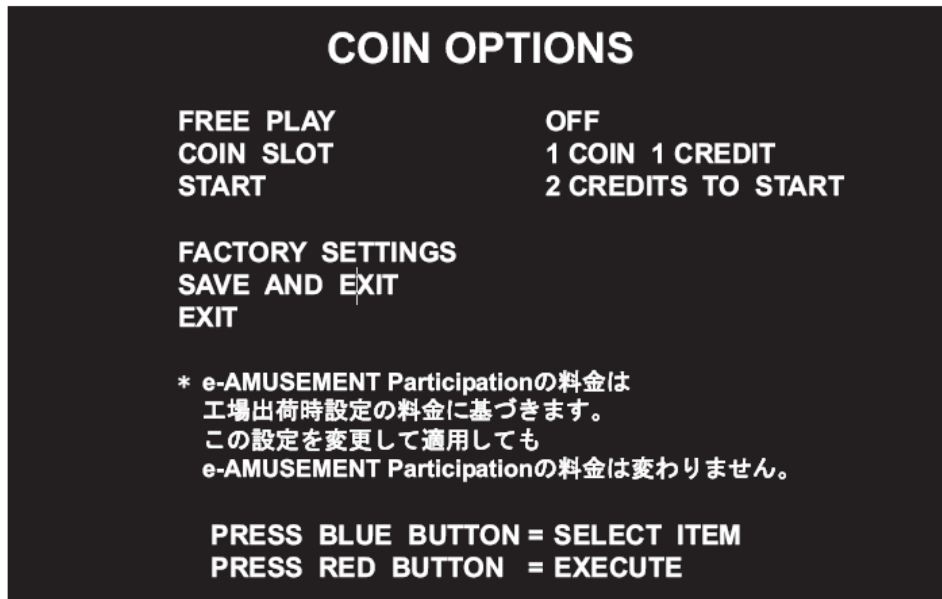 COIN OPTIONS
FREE PLAY OFF
COIN SLOT 1 COIN 1 CREDIT
START 2 CREDITS TO START
FACTORY SETTINGS
SAVE AND EXIT
EXIT
* e-AMUSEMENT Participationの料金は
工場出荷時設定の料金に基づきます。
この設定を変更して適用しても
e-AMUSEMENT Participationの料金は変わりません。
PRESS BLUE BUTTON = SELECT ITEM
PRESS RED BUTTON = EXECUTE